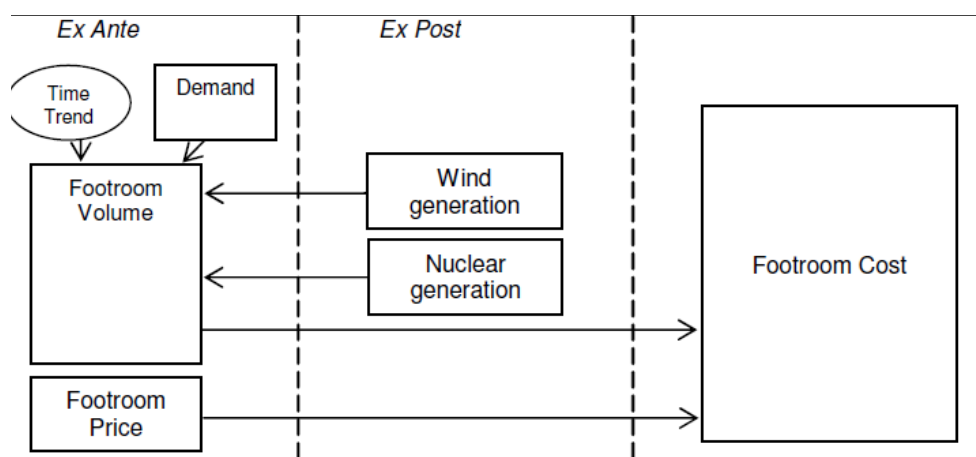 Ex Ante
Ex Post
Time
Trend
Demand
Footroom
Volume
Wind
generation
Nuclear
generation
Footroom Cost
Footroom
Price